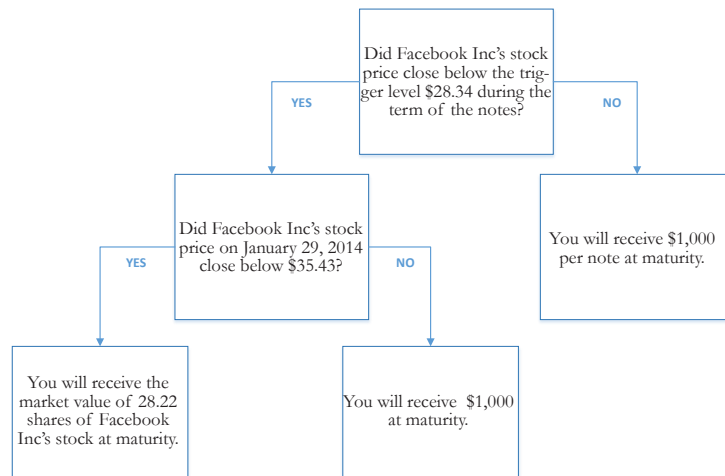 Did Facebook Inc's stock
price close below the trig-
ger level $28.34 during the
term of the notes?
YES
NO
Did Facebook Inc's stock
price on January 29, 2014
close below $35.43?
You will receive $1,000
per note at maturity.
YES
NO
You will receive the
market value of 28.22
shares of Facebook
Inc's stock at maturity.
You will receive  $1,000
at maturity.